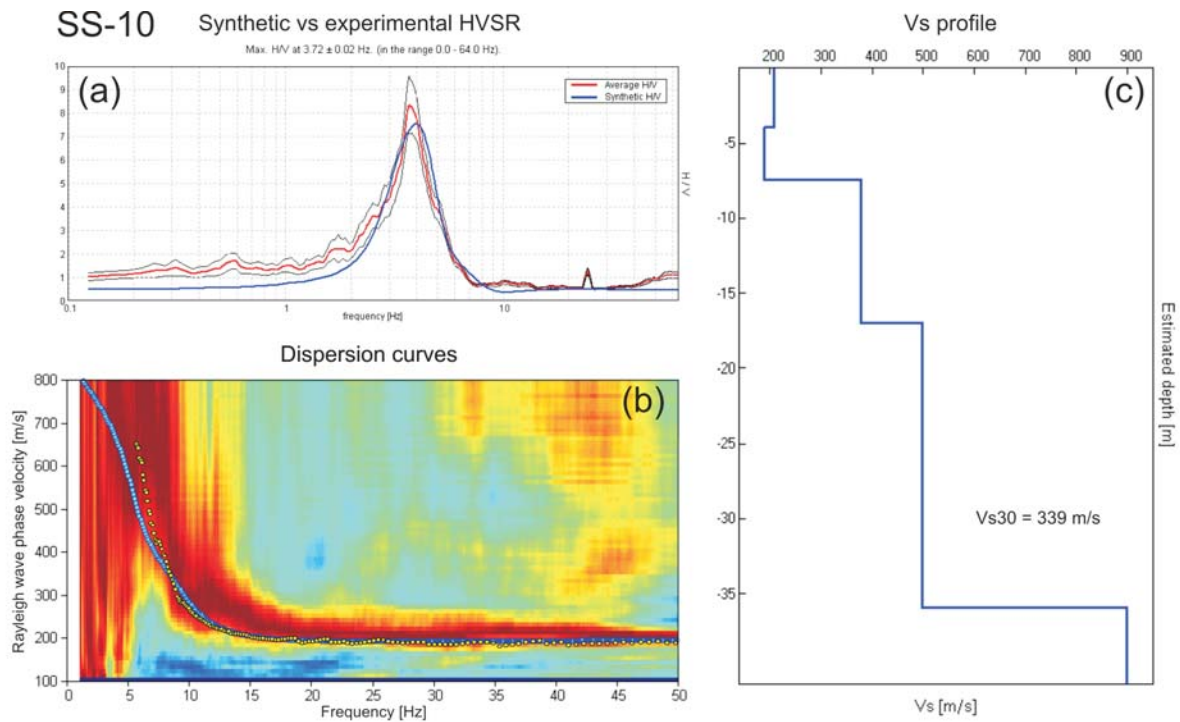 SS-10
Synthetic vs experimental HVSR
Max. H/V at 3.72 ± 0.02 Hz. (in the range 0.0 - 64.0 Hz).
(a)
Average H/V
Synthetic H/V
10
9
8
7
6
5
4
3
2
1
0
0.1 1 10
frequency [Hz]
H / V
Dispersion curves
(b)
800
700
600
500
400
300
200
100
Rayleigh wave phase velocity [m/s]
0 5 10 15 20 25 30 35 40 45 50
Frequency [Hz]
Vs profile
200 300 400 500 600 700 800 900
(c)
-5
-10
-15
-20
-25
-30
-35
Estimated depth [m]
Vs30 = 339 m/s
Vs [m/s]